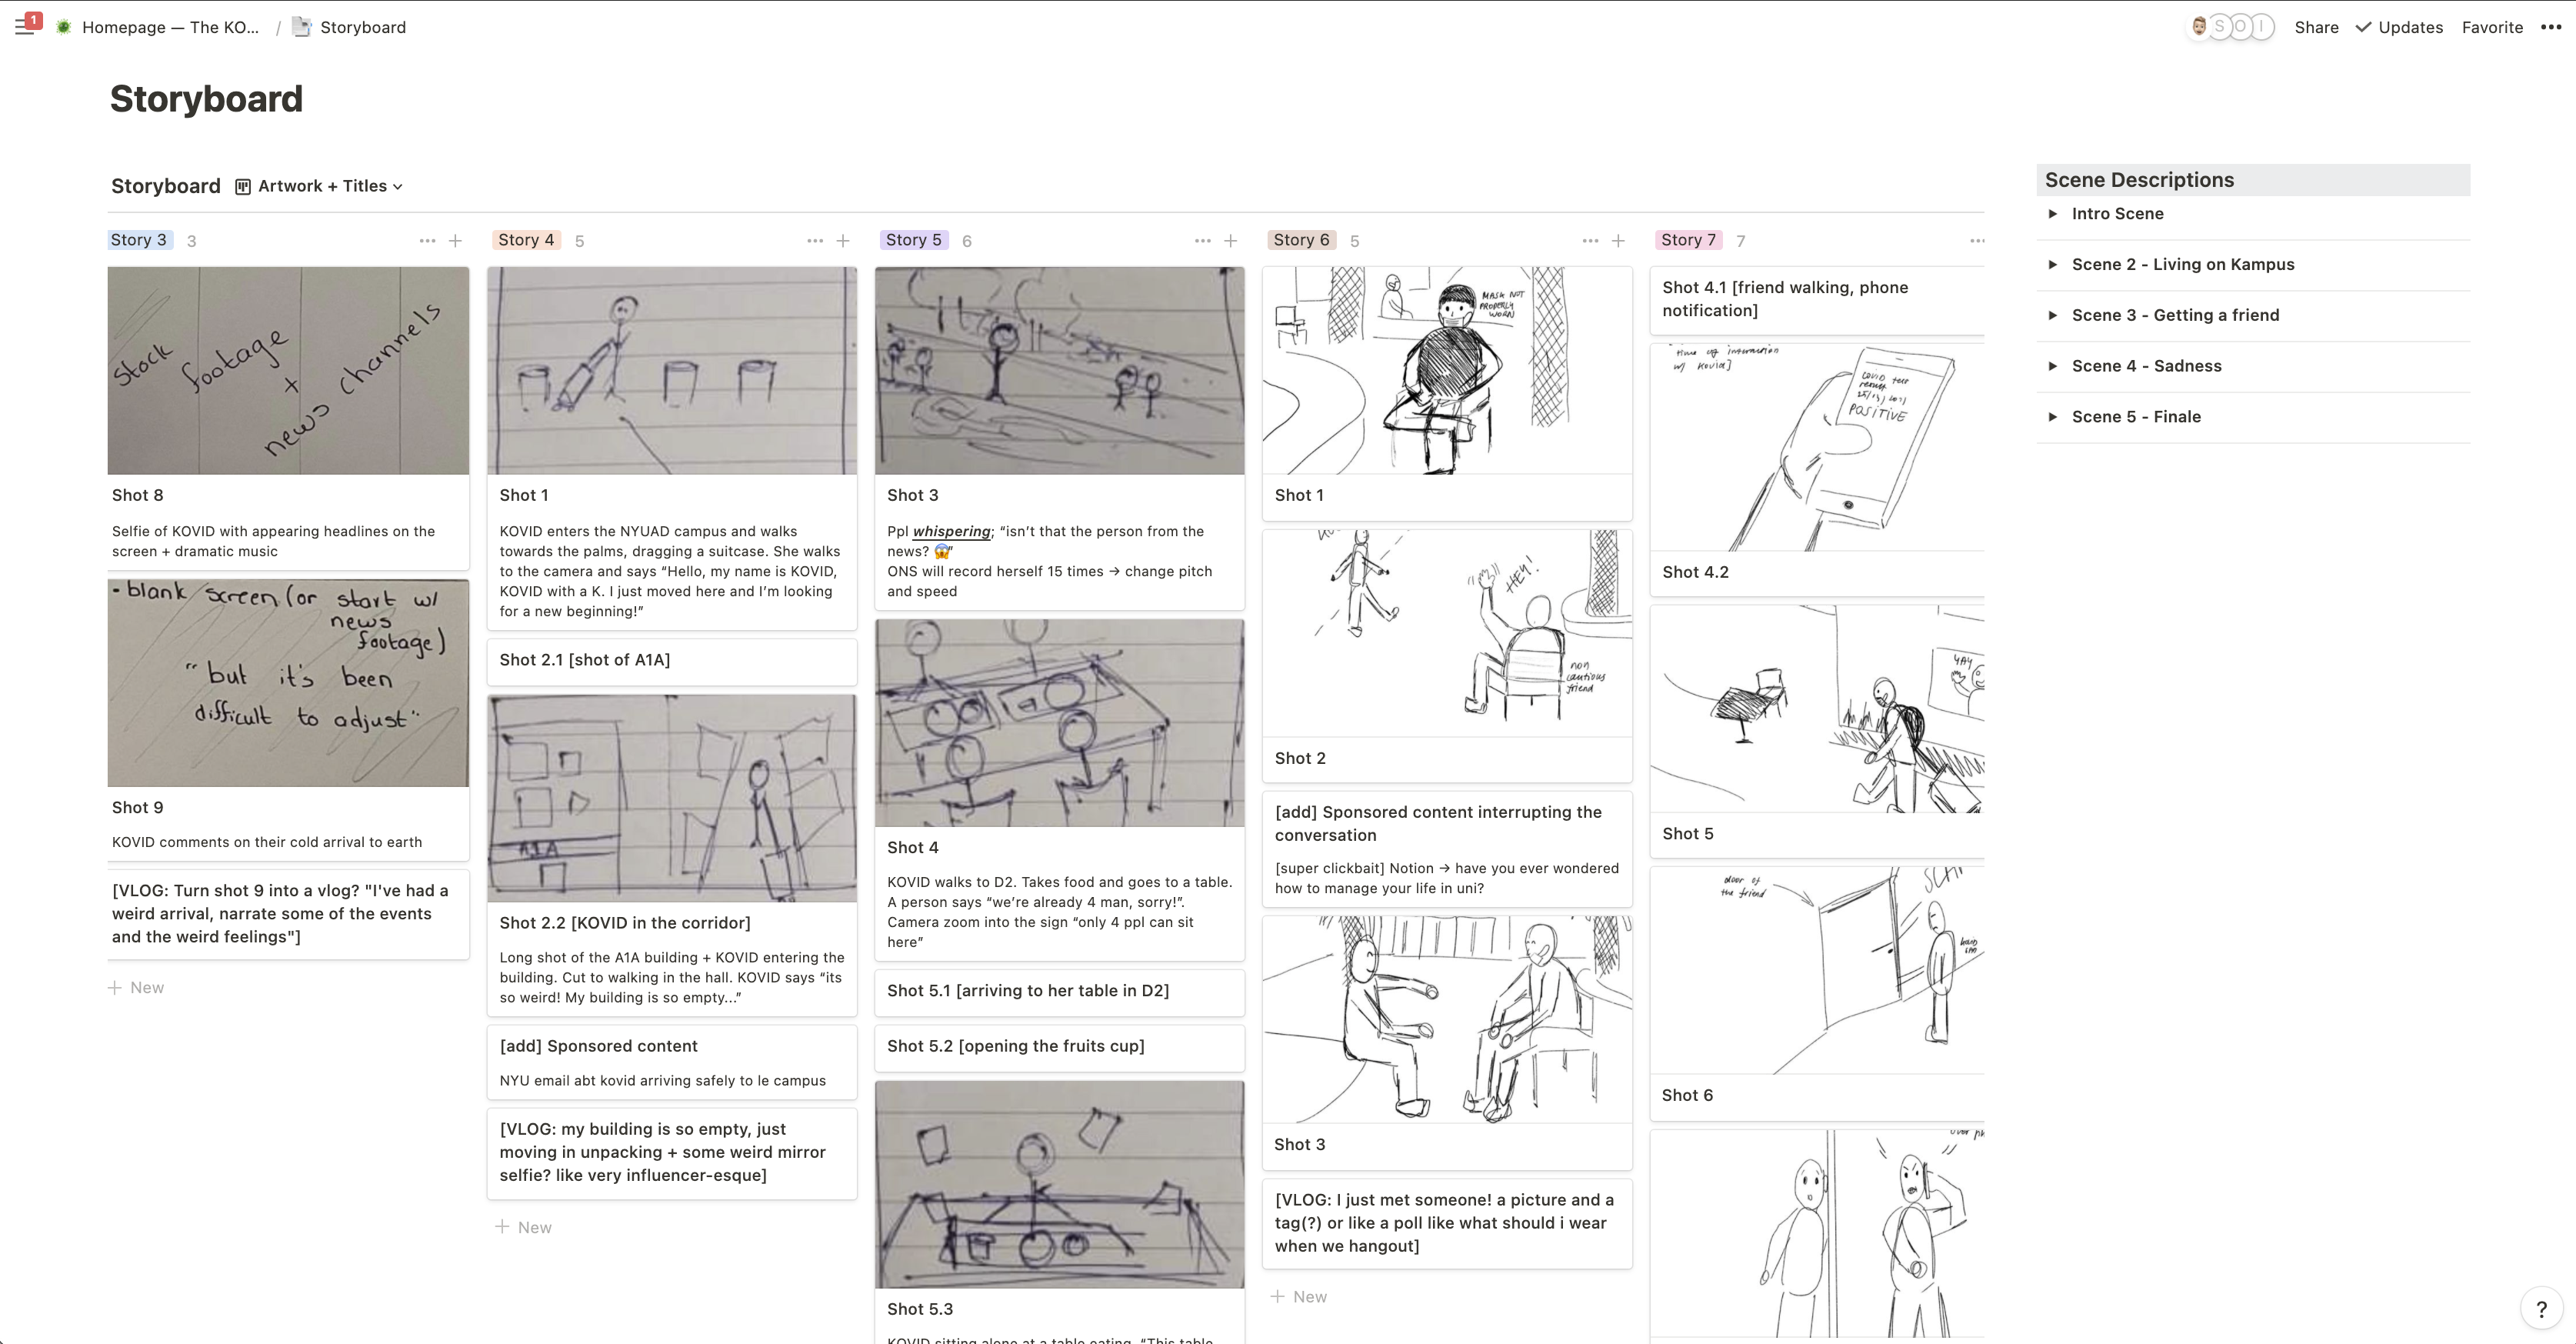 1
Homepage — The KO... / Storyboard
S O I
Share
Updates
Favorite
Storyboard
Storyboard
Artwork + Titles
Story 3 3
Stock footage + news channels
Shot 8
Selfie of KOVID with appearing headlines on the
screen + dramatic music
- blank screen (or start w/
news
footage)
"but it's been
difficult to adjust"
Shot 9
KOVID comments on their cold arrival to earth
[VLOG: Turn shot 9 into a vlog? "I've had a
weird arrival, narrate some of the events
and the weird feelings"]
+ New
Story 4 5
Shot 1
KOVID enters the NYUAD campus and walks
towards the palms, dragging a suitcase. She walks
to the camera and says “Hello, my name is KOVID,
KOVID with a K. I just moved here and I’m looking
for a new beginning!”
Shot 2.1 [shot of A1A]
A1A
Shot 2.2 [KOVID in the corridor]
Long shot of the A1A building + KOVID entering the
building. Cut to walking in the hall. KOVID says “its
so weird! My building is so empty...”
[add] Sponsored content
NYU email abt kovid arriving safely to le campus
[VLOG: my building is so empty, just
moving in unpacking + some weird mirror
selfie? like very influencer-esque]
+ New
Story 5 6
Shot 3
Ppl whispering; “isn’t that the person from the
news? 😱”
ONS will record herself 15 times → change pitch
and speed
Shot 4
KOVID walks to D2. Takes food and goes to a table.
A person says “we’re already 4 man, sorry!”.
Camera zoom into the sign “only 4 ppl can sit
here”
Shot 5.1 [arriving to her table in D2]
Shot 5.2 [opening the fruits cup]
Shot 5.3
KOVID sitting alone at a table eating. “This table
Story 6 5
MASK NOT
PROPERLY
WORN
Shot 1
HEY!
non
cautious
friend
Shot 2
[add] Sponsored content interrupting the
conversation
[super clickbait] Notion → have you ever wondered
how to manage your life in uni?
Shot 3
[VLOG: I just met someone! a picture and a
tag(?) or like a poll like what should i wear
when we hangout]
+ New
Story 7 7
Shot 4.1 [friend walking, phone
notification]
time of interaction
w/ Kovid]
COVID test
result
POSITIVE
Shot 4.2
YAY
Shot 5
door of
the friend
Shot 6
over
Scene Descriptions
Intro Scene
Scene 2 - Living on Kampus
Scene 3 - Getting a friend
Scene 4 - Sadness
Scene 5 - Finale
?